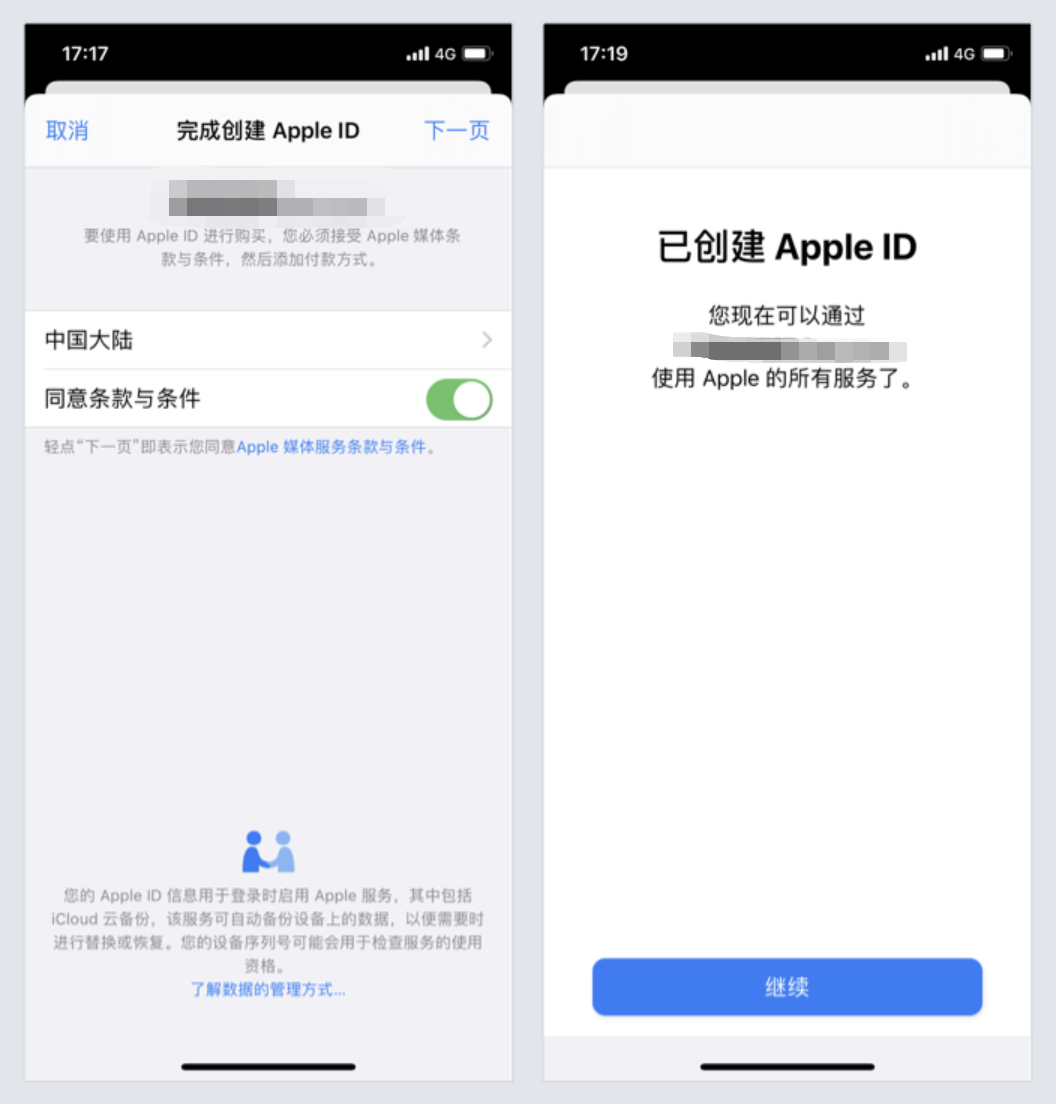 17:17
4G
取消
完成创建 Apple ID
下一页
要使用 Apple ID 进行购买，您必须接受 Apple 媒体条
款与条件，然后添加付款方式。
中国大陆
同意条款与条件
轻点“下一页”即表示您同意Apple 媒体服务条款与条件。
您的 Apple ID 信息用于登录时启用 Apple 服务，其中包括
iCloud 云备份，该服务可自动备份设备上的数据，以便需要时
进行替换或恢复。您的设备序列号可能会用于检查服务的使用
资格。
了解数据的管理方式...
17:19
4G
已创建 Apple ID
您现在可以通过
使用 Apple 的所有服务了。
继续